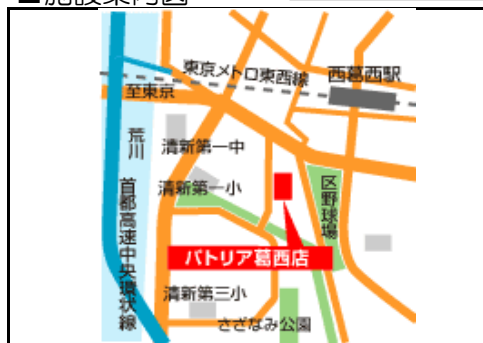 ■施設案内図
東京メトロ東西線
西葛西駅
至東京
荒川
清新第一中
首都高速中央環状線
清新第一小
区野球場
パトリア葛西店
清新第三小
さざなみ公園